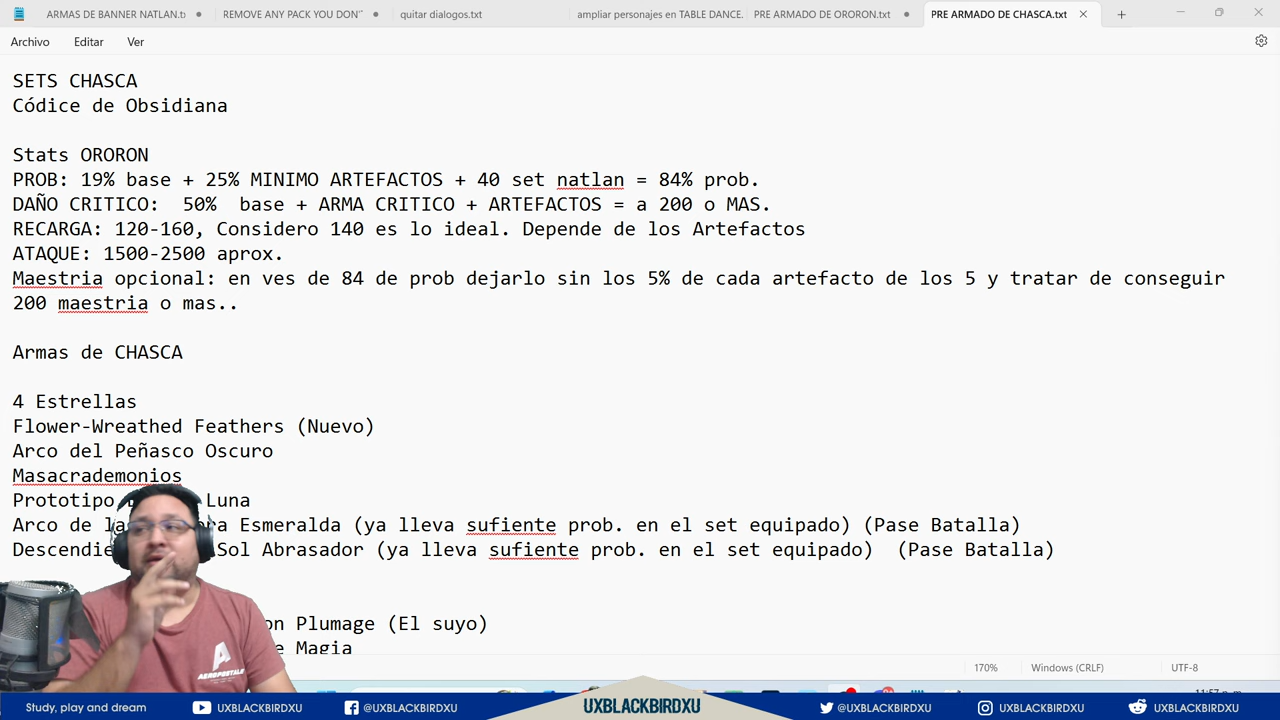 ARMAS DE BANNER NATLAN.t
REMOVE ANY PACK YOU DON'T
quitar dialogos.txt
ampliar personajes en TABLE DANCE.
PRE ARMADO DE ORORON.txt
PRE ARMADO DE CHASCA.txt
Archivo Editar Ver
SETS CHASCA
Códice de Obsidiana
Stats ORORON
PROB: 19% base + 25% MINIMO ARTEFACTOS + 40 set natlan = 84% prob.
DAÑO CRITICO: 50% base + ARMA CRITICO + ARTEFACTOS = a 200 o MAS.
RECARGA: 120-160, Considero 140 es lo ideal. Depende de los Artefactos
ATAQUE: 1500-2500 aprox.
Maestria opcional: en ves de 84 de prob dejarlo sin los 5% de cada artefacto de los 5 y tratar de conseguir
200 maestria o mas..
Armas de CHASCA
4 Estrellas
Flower-Wreathed Feathers (Nuevo)
Arco del Peñasco Oscuro
Masacrademonios
Prototipo Luna
Arco de la Esmeralda (ya lleva sufiente prob. en el set equipado) (Pase Batalla)
Sol Abrasador (ya lleva sufiente prob. en el set equipado) (Pase Batalla)
Plumage (El suyo)
Magia
170% Windows (CRLF) UTF-8
AEROPOSTALE
Study, play and dream
UXBLACKBIRDXU
@UXBLACKBIRDXU
UXBLACKBIRDXU
@UXBLACKBIRDXU
UXBLACKBIRDXU
UXBLACKBIRDXU